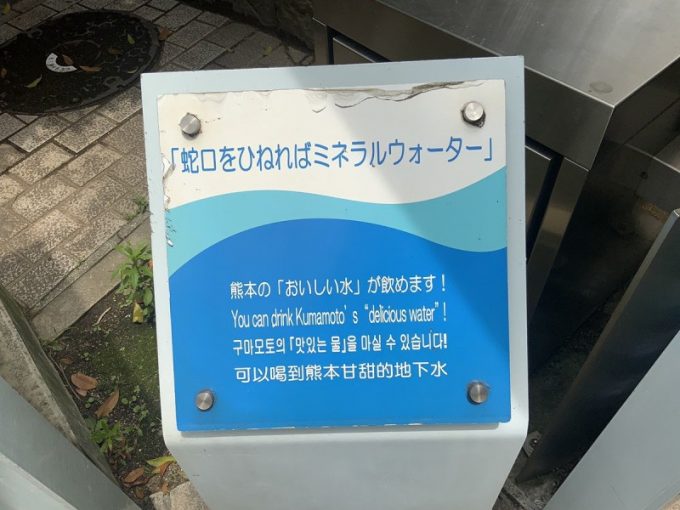 「蛇口をひねればミネラルウォーター」
熊本の「おいしい水」が飲めます！
You can drink Kumamoto’s “delicious water”!
구마모토의 「맛있는 물」을 마실 수 있습니다!
可以喝到熊本甘甜的地下水